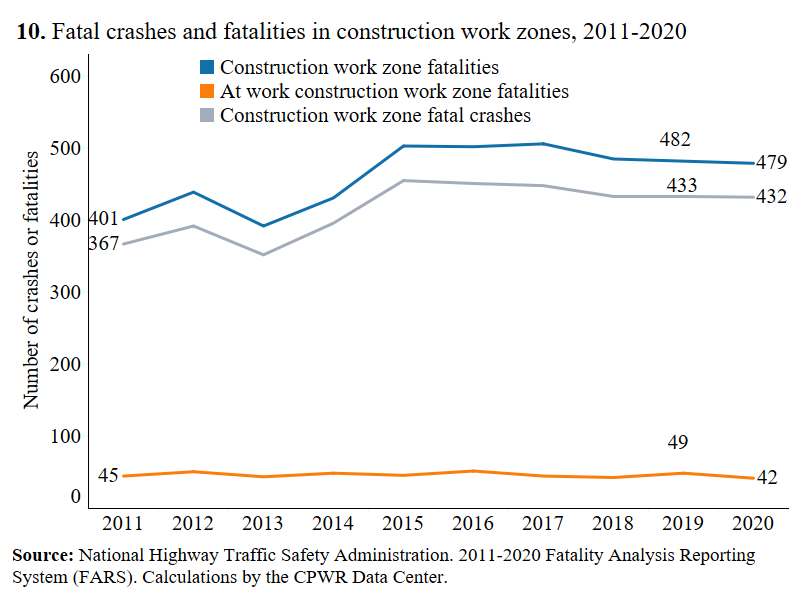 10. Fatal crashes and fatalities in construction work zones, 2011-2020
Construction work zone fatalities
At work construction work zone fatalities
Construction work zone fatal crashes
Number of crashes or fatalities
600
500
400
300
200
100
0
401
367
45
482
433
49
479
432
42
2011 2012 2013 2014 2015 2016 2017 2018 2019 2020
Source: National Highway Traffic Safety Administration. 2011-2020 Fatality Analysis Reporting
System (FARS). Calculations by the CPWR Data Center.